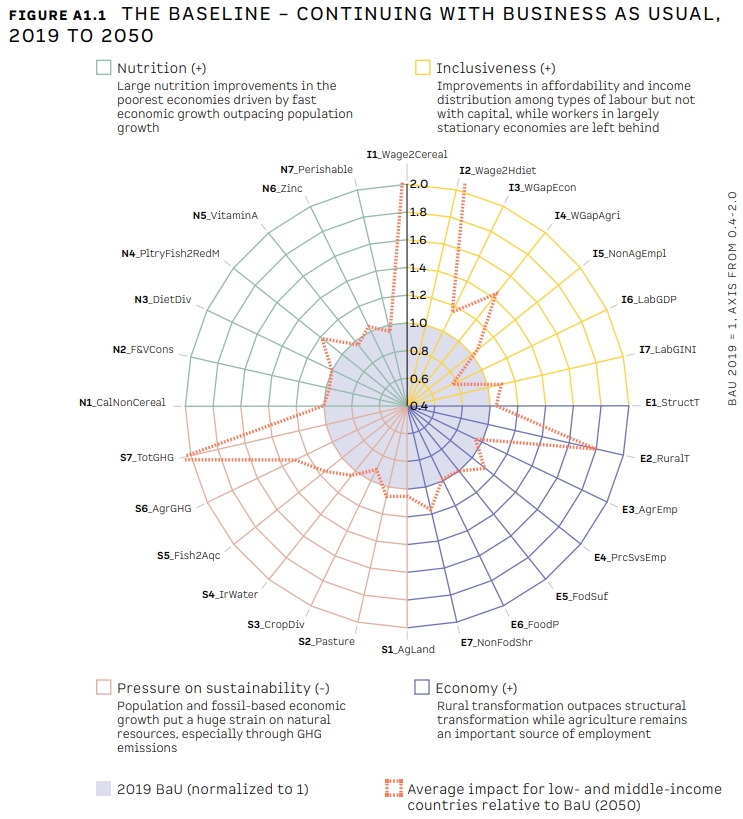 FIGURE A1.1 THE BASELINE – CONTINUING WITH BUSINESS AS USUAL,
2019 TO 2050
Nutrition (+)
Large nutrition improvements in the
poorest economies driven by fast
economic growth outpacing population
growth
Inclusiveness (+)
Improvements in affordability and income
distribution among types of labour but not
with capital, while workers in largely
stationary economies are left behind
I1_Wage2Cereal
N7_Perishable
I2_Wage2Hdiet
N6_Zinc
I3_WGapEcon
N5_VitaminA
I4_WGapAgri
N4_PltryFish2RedM
I5_NonAgEmpl
N3_DietDiv
I6_LabGDP
N2_F&VCons
I7_LabGINI
N1_CalNonCereal
E1_StructT
S7_TotGHG
E2_RuralT
S6_AgrGHG
E3_AgrEmp
S5_Fish2Aqc
E4_PrcSvsEmp
S4_IrWater
E5_FodSuf
S3_CropDiv
E6_FoodP
S2_Pasture
E7_NonFodShr
S1_AgLand
2.0
1.8
1.6
1.4
1.2
1.0
0.8
0.6
0.4
BAU 2019 = 1, AXIS FROM 0.4-2.0
Pressure on sustainability (-)
Population and fossil-based economic
growth put a huge strain on natural
resources, especially through GHG
emissions
Economy (+)
Rural transformation outpaces structural
transformation while agriculture remains
an important source of employment
2019 BaU (normalized to 1)
Average impact for low- and middle-income
countries relative to BaU (2050)